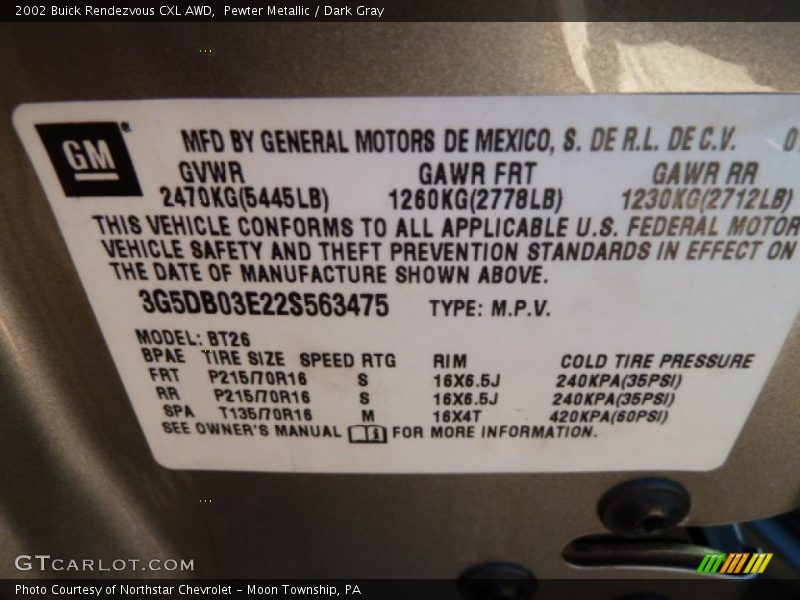 2002 Buick Rendezvous CXL AWD,  Pewter Metallic / Dark Gray
GM
MFD BY GENERAL MOTORS DE MEXICO, S. DE R.L. DE C.V.
GVWR GAWR FRT GAWR RR
2470KG(5445LB) 1260KG(2778LB) 1230KG(2712LB)
THIS VEHICLE CONFORMS TO ALL APPLICABLE U.S. FEDERAL MOTOR
VEHICLE SAFETY AND THEFT PREVENTION STANDARDS IN EFFECT ON
THE DATE OF MANUFACTURE SHOWN ABOVE.
3G5DB03E22S563475 TYPE: M.P.V.
MODEL: BT26
BPAE TIRE SIZE SPEED RTG RIM COLD TIRE PRESSURE
FRT P215/70R16 S 16X6.5J 240KPA(35PSI)
RR P215/70R16 S 16X6.5J 240KPA(35PSI)
SPA T135/70R16 M 16X4T 420KPA(60PSI)
SEE OWNER'S MANUAL FOR MORE INFORMATION.
GTCARLOT.COM
Photo Courtesy of Northstar Chevrolet - Moon Township, PA